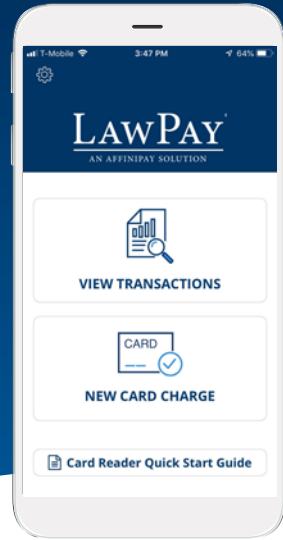 T-Mobile 3:47 PM 64%
LAWPAY
AN AFFINIPAY SOLUTION
VIEW TRANSACTIONS
CARD
NEW CARD CHARGE
Card Reader Quick Start Guide